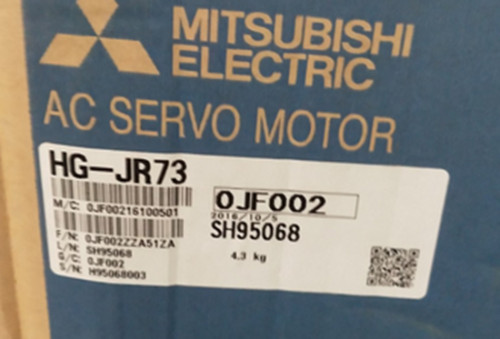 MITSUBISHI
ELECTRIC
AC SERVO MOTOR
HG-JR73
0JF002
M/C: 0JF00216100501
2016/10/5
SH95068
F/N: 0JF002ZZA51ZA
L/N: SH95068
4.3 kg
G/C: 0JF002
S/N: H95068003